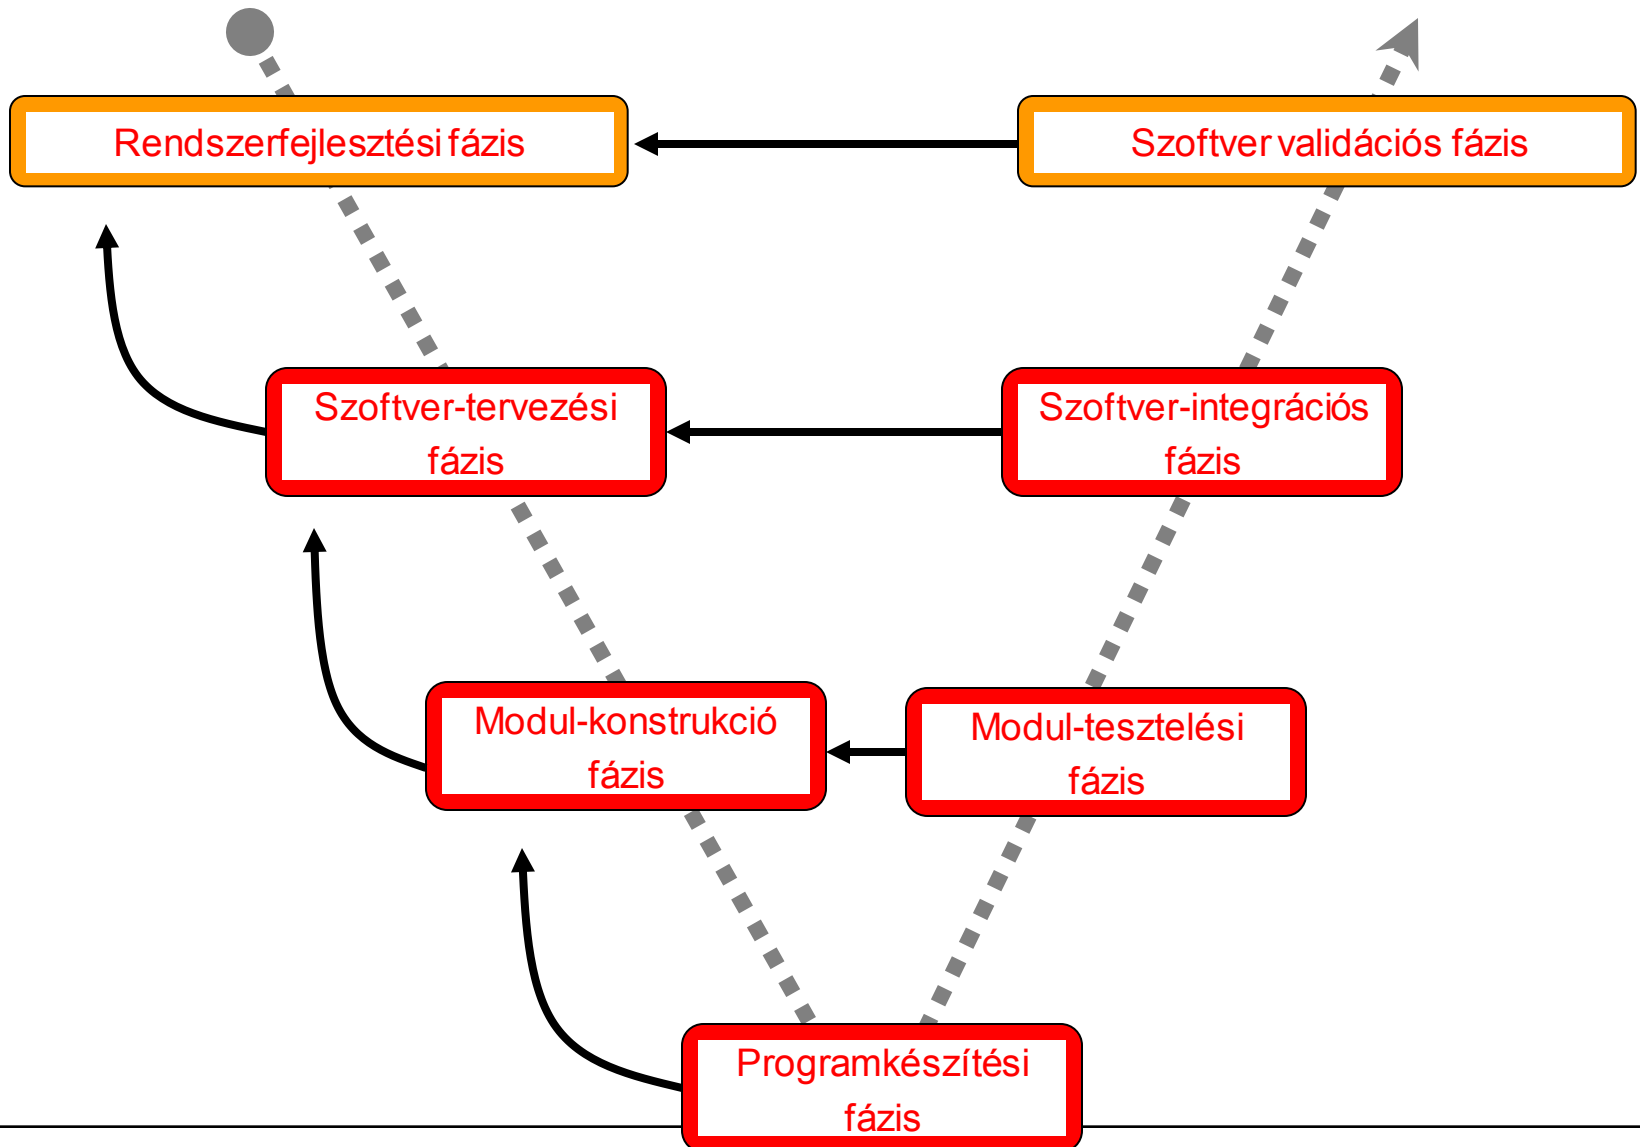 Rendszerfejlesztési fázis
Szoftver validációs fázis
Szoftver-tervezési
fázis
Szoftver-integrációs
fázis
Modul-konstrukció
fázis
Modul-tesztelési
fázis
Programkészítési
fázis